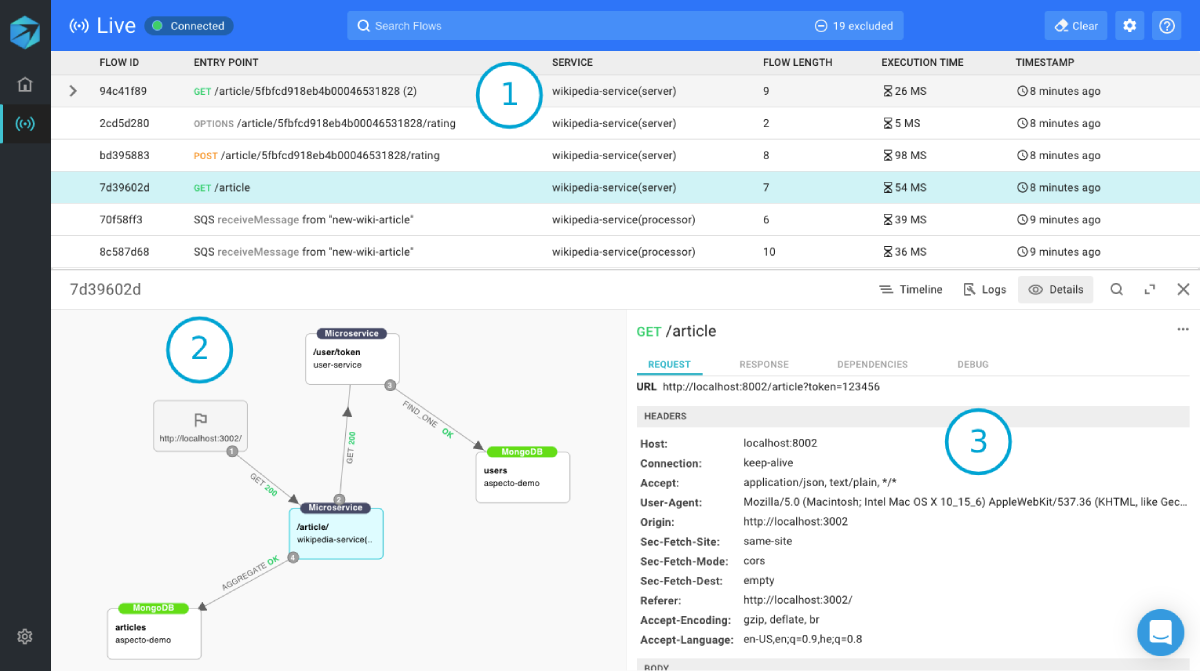 Live
Connected
Search Flows
19 excluded
Clear
FLOW ID ENTRY POINT SERVICE FLOW LENGTH EXECUTION TIME TIMESTAMP
94c41f89 GET /article/5fbfcd918eb4b00046531828 (2) wikipedia-service(server) 9 26 MS 8 minutes ago
2cd5d280 OPTIONS /article/5fbfcd918eb4b00046531828/rating wikipedia-service(server) 2 5 MS 8 minutes ago
bd395883 POST /article/5fbfcd918eb4b00046531828/rating wikipedia-service(server) 8 98 MS 8 minutes ago
7d39602d GET /article wikipedia-service(server) 7 54 MS 8 minutes ago
70f58ff3 SQS receiveMessage from "new-wiki-article" wikipedia-service(processor) 6 39 MS 9 minutes ago
8c587d68 SQS receiveMessage from "new-wiki-article" wikipedia-service(processor) 10 36 MS 9 minutes ago
1
7d39602d
Timeline
Logs
Details
2
Microservice
/user/token
user-service
3
http://localhost:3002/
1
FIND_ONE OK
GET 200
MongoDB
users
aspecto-demo
GET 200
2
Microservice
/article/
wikipedia-service(..
4
AGGREGATE OK
MongoDB
articles
aspecto-demo
GET /article
REQUEST RESPONSE DEPENDENCIES DEBUG
URL http://localhost:8002/article?token=123456
HEADERS
3
Host: localhost:8002
Connection: keep-alive
Accept: application/json, text/plain, */*
User-Agent: Mozilla/5.0 (Macintosh; Intel Mac OS X 10_15_6) AppleWebKit/537.36 (KHTML, like Gec...
Origin: http://localhost:3002
Sec-Fetch-Site: same-site
Sec-Fetch-Mode: cors
Sec-Fetch-Dest: empty
Referer: http://localhost:3002/
Accept-Encoding: gzip, deflate, br
Accept-Language: en-US,en;q=0.9,he;q=0.8
BODY